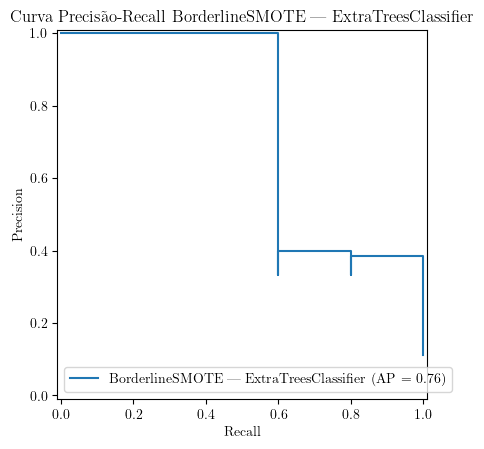 Curva Precisão-Recall BorderlineSMOTE — ExtraTreesClassifier
1.0
0.8
0.6
0.4
0.2
0.0
Precision
BorderlineSMOTE — ExtraTreesClassifier (AP = 0.76)
0.0 0.2 0.4 0.6 0.8 1.0
Recall